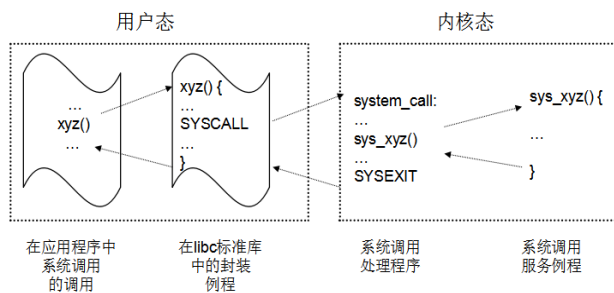 用户态
内核态
…
xyz()
…
xyz() {
…
SYSCALL
…
}
system_call:
…
sys_xyz()
…
SYSEXIT
sys_xyz() {
…
}
在应用程序中
系统调用
的调用
在libc标准库
中的封装
例程
系统调用
处理程序
系统调用
服务例程